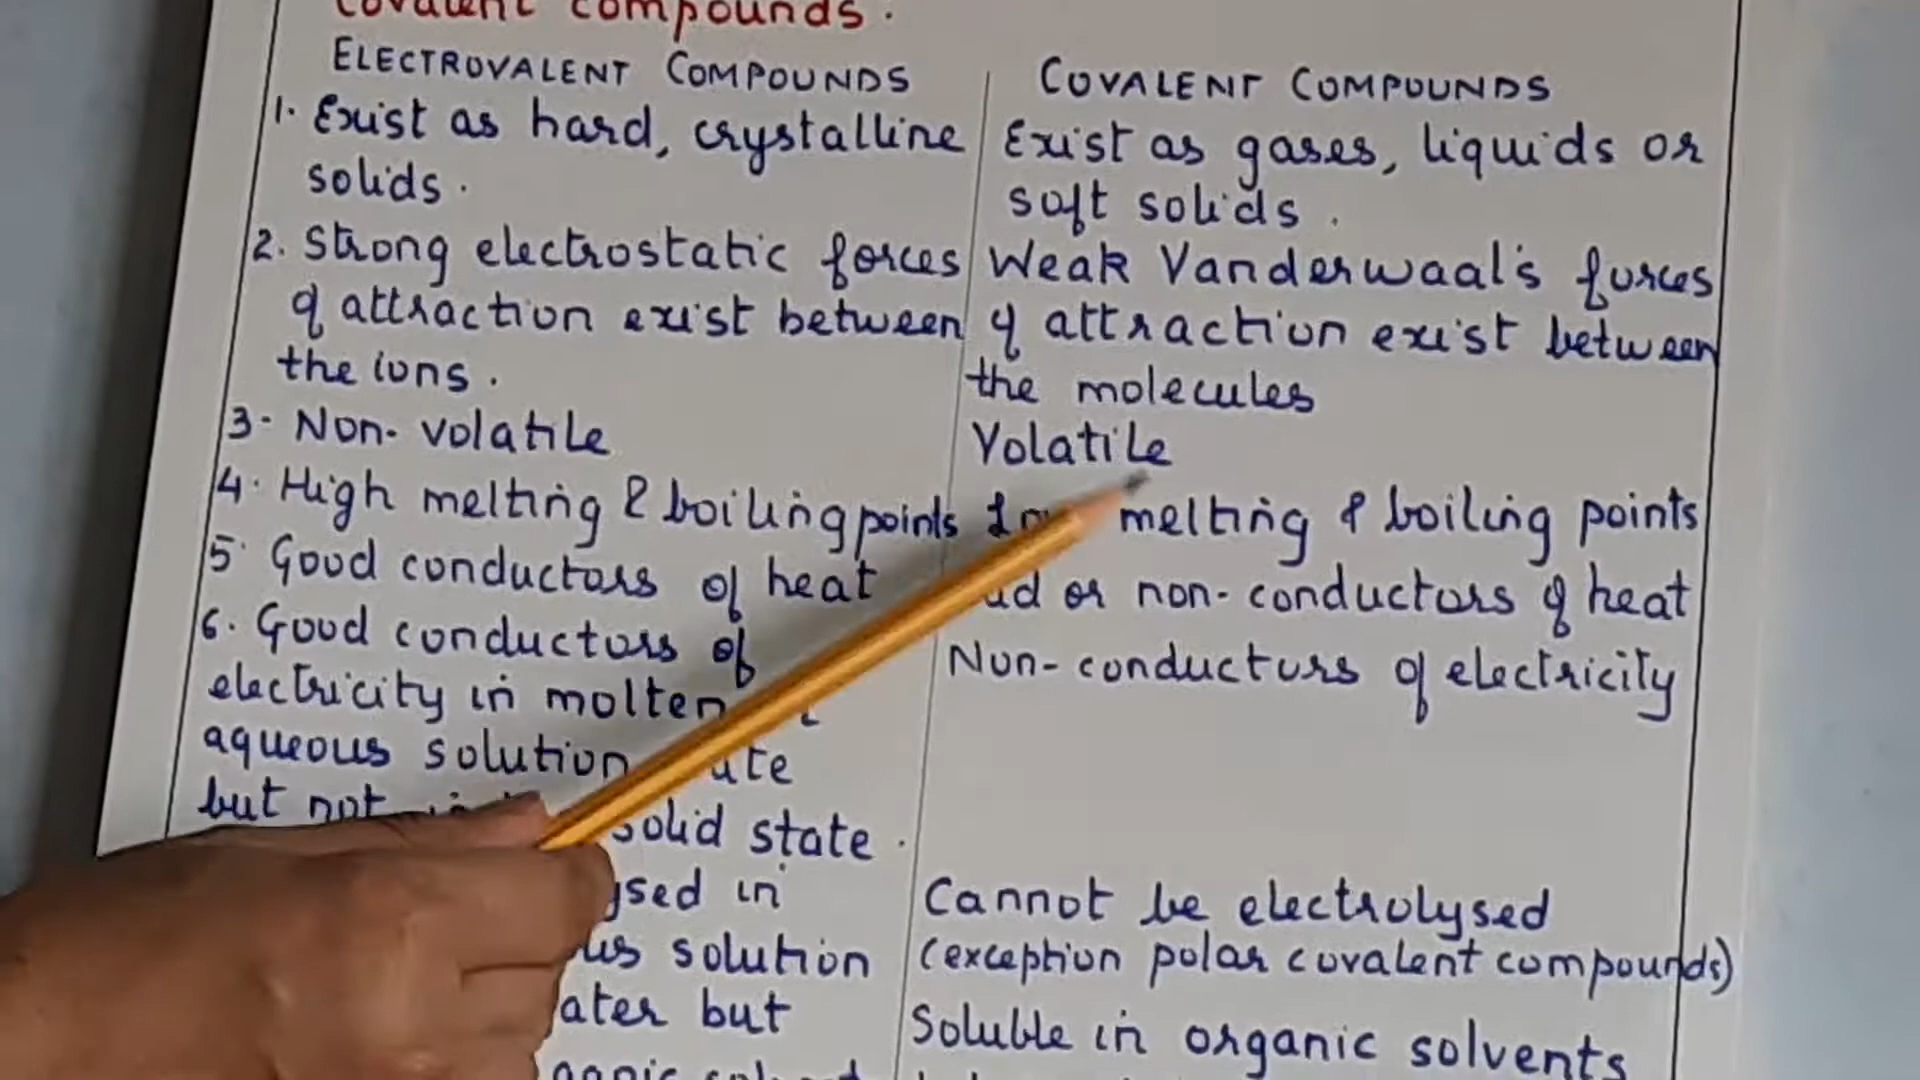 covalent compounds.
ELECTROVALENT COMPOUNDS
1. Exist as hard, crystalline
solids.
2. Strong electrostatic forces
of attraction exist between
the ions.
3. Non-volatile
4. High melting & boiling points
5. Good conductors of heat
6. Good conductors of
electricity in molten
aqueous solution
but not solid state.
in
solution
but
COVALENT COMPOUNDS
Exist as gases, liquids or
soft solids.
Weak Vanderwaal's forces
of attraction exist between
the molecules
Volatile
melting & boiling points
or non-conductors of heat
Non-conductors of electricity
Cannot be electrolysed
(exception polar covalent compounds)
Soluble in organic solvents